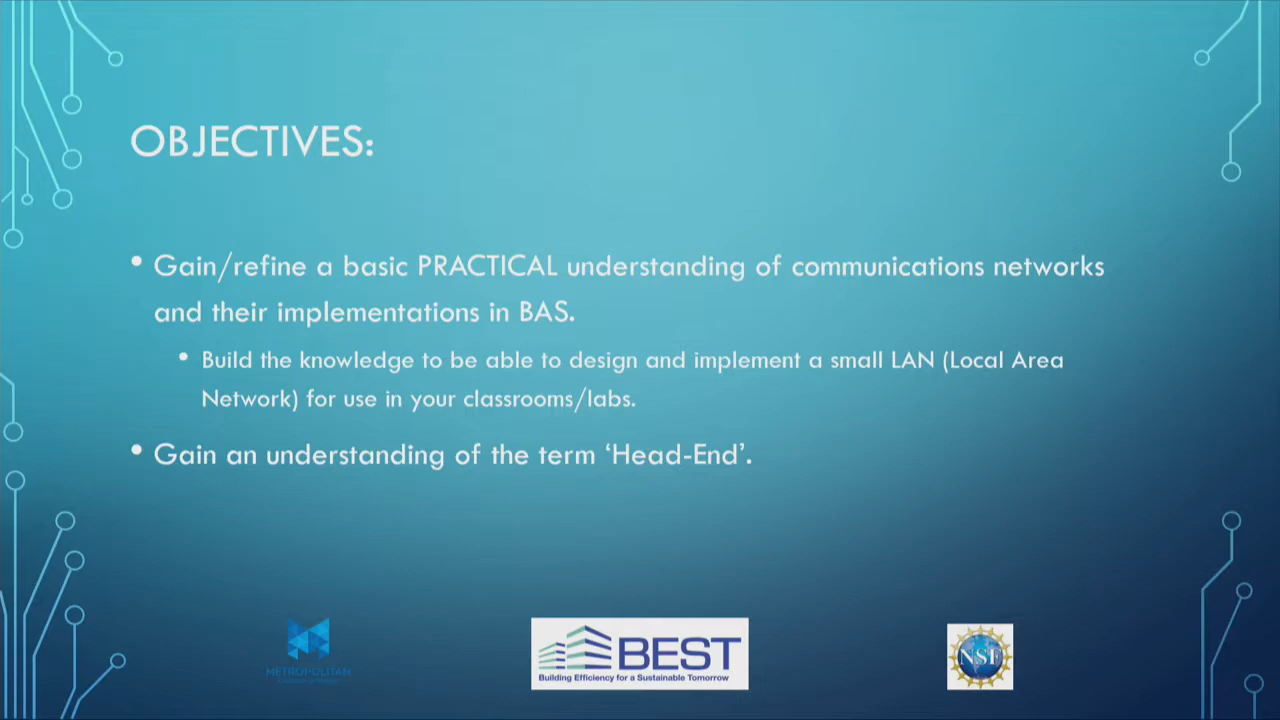 OBJECTIVES:
• Gain/refine a basic PRACTICAL understanding of communications networks
and their implementations in BAS.
• Build the knowledge to be able to design and implement a small LAN (Local Area
Network) for use in your classrooms/labs.
• Gain an understanding of the term ‘Head-End’.
METROPOLITAN
BEST
Building Efficiency for a Sustainable Tomorrow
NSF